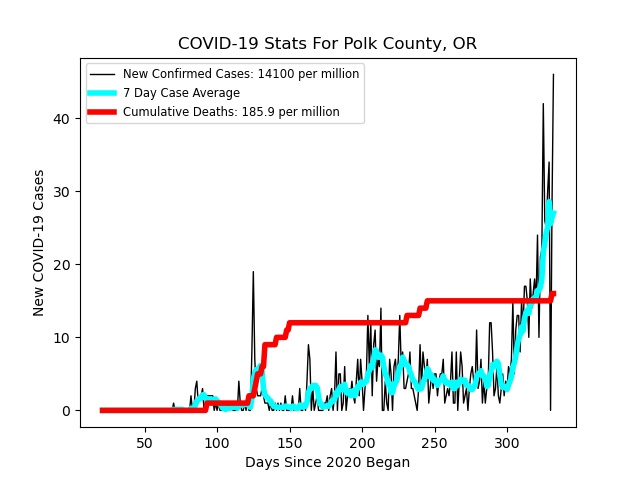 COVID-19 Stats For Polk County, OR
New Confirmed Cases: 14100 per million
7 Day Case Average
Cumulative Deaths: 185.9 per million
New COVID-19 Cases
40
30
20
10
0
50 100 150 200 250 300
Days Since 2020 Began